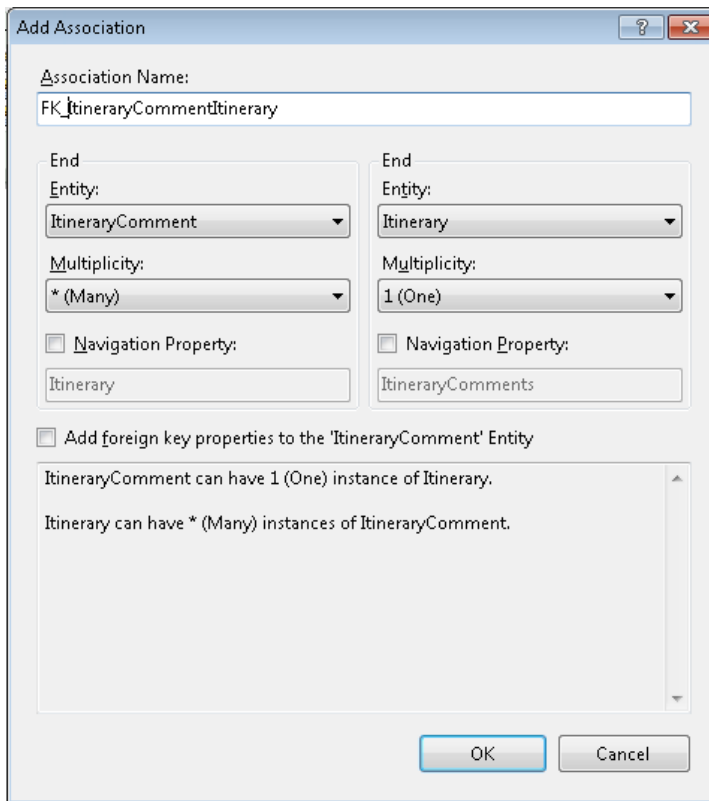 Add Association
Association Name:
FK_ItineraryCommentItinerary
End
Entity:
ItineraryComment
Multiplicity:
* (Many)
Navigation Property:
Itinerary
End
Entity:
Itinerary
Multiplicity:
1 (One)
Navigation Property:
ItineraryComments
Add foreign key properties to the 'ItineraryComment' Entity
ItineraryComment can have 1 (One) instance of Itinerary.
Itinerary can have * (Many) instances of ItineraryComment.
OK
Cancel